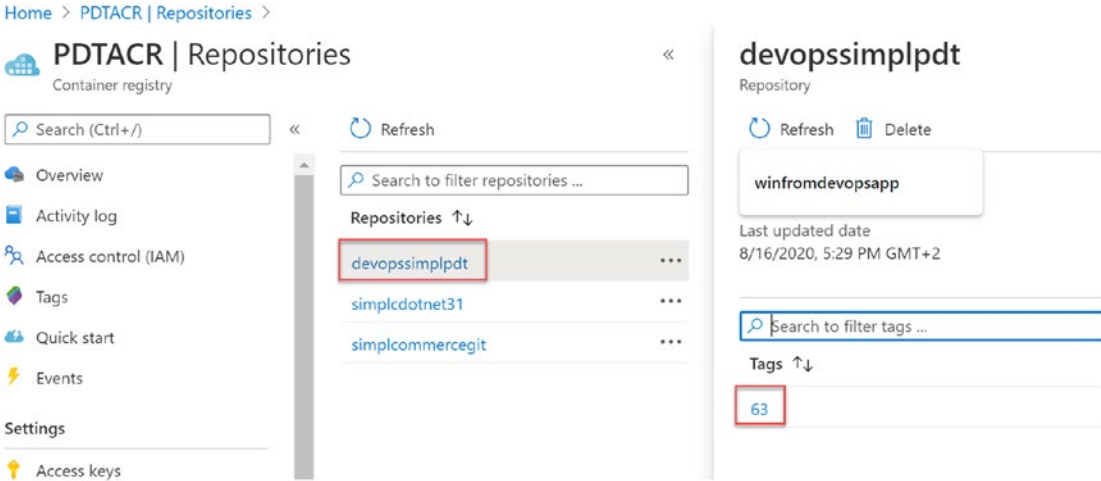 Home > PDTACR | Repositories >
PDTACR | Repositories
Container registry
«
Search (Ctrl+/)
«
Overview
Activity log
Access control (IAM)
Tags
Quick start
Events
Settings
Access keys
Refresh
Search to filter repositories ...
Repositories ↑↓
devopssimplpdt
...
simplcdotnet31
...
simplcommercegit
...
devopssimplpdt
Repository
Refresh Delete
winfromdevopsapp
Last updated date
8/16/2020, 5:29 PM GMT+2
Search to filter tags ...
Tags ↑↓
63